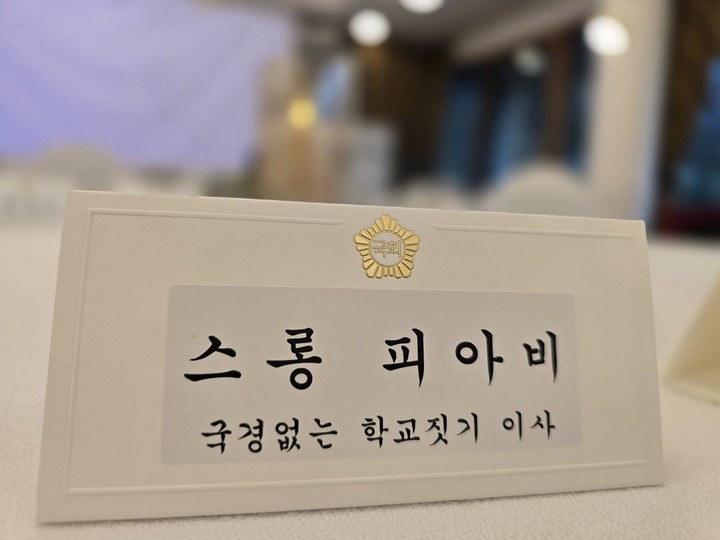 국회
스롱 피아비
국경없는 학교짓기 이사